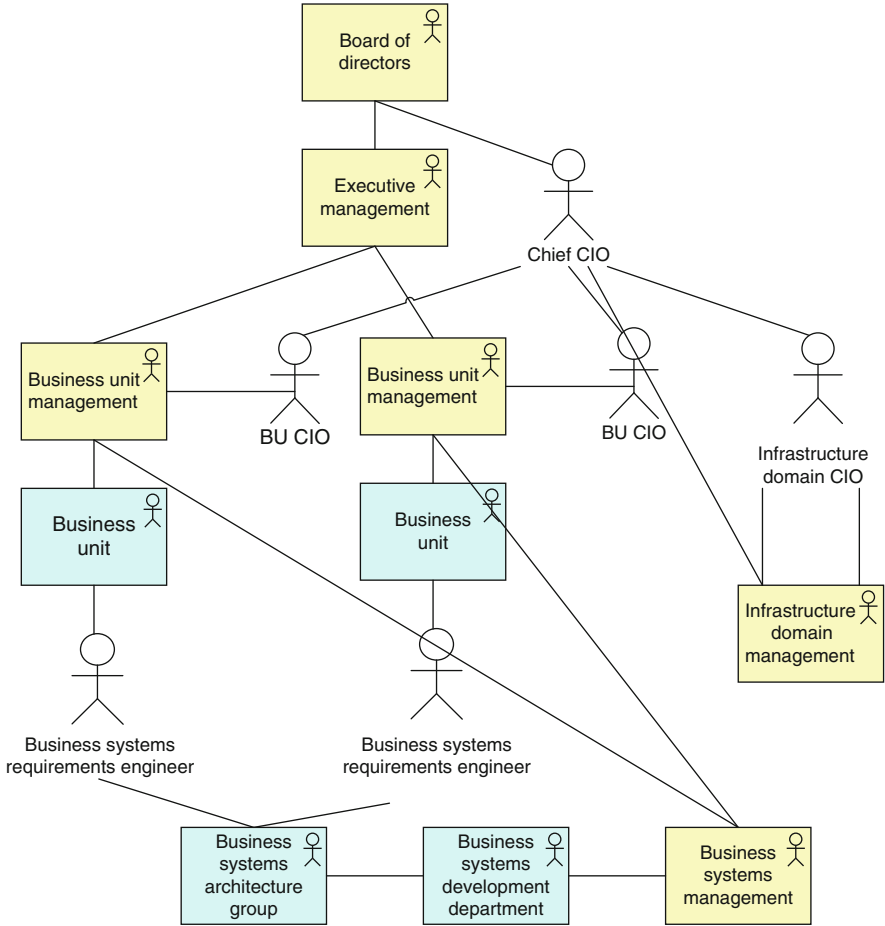 Board of
directors
Executive
management
Chief CIO
Business unit
management
BU CIO
Business unit
management
BU CIO
Infrastructure
domain CIO
Business
unit
Business
unit
Infrastructure
domain
management
Business systems
requirements engineer
Business systems
requirements engineer
Business
systems
architecture
group
Business
systems
development
department
Business
systems
management